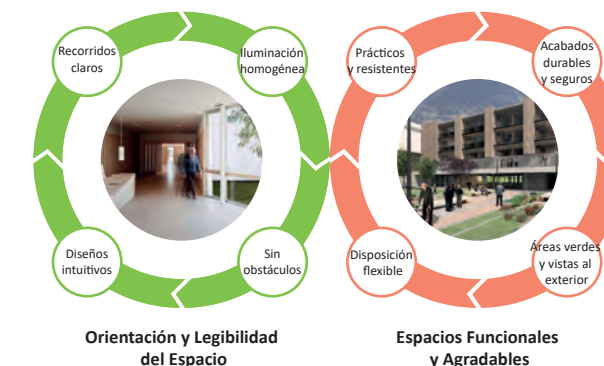 Recorridos
claros
Iluminación
homogénea
Diseños
intuitivos
Sin
obstáculos
Orientación y Legibilidad
del Espacio
Prácticos
y resistentes
Acabados
durables
y seguros
Disposición
flexible
Áreas verdes
y vistas al
exterior
Espacios Funcionales
y Agradables